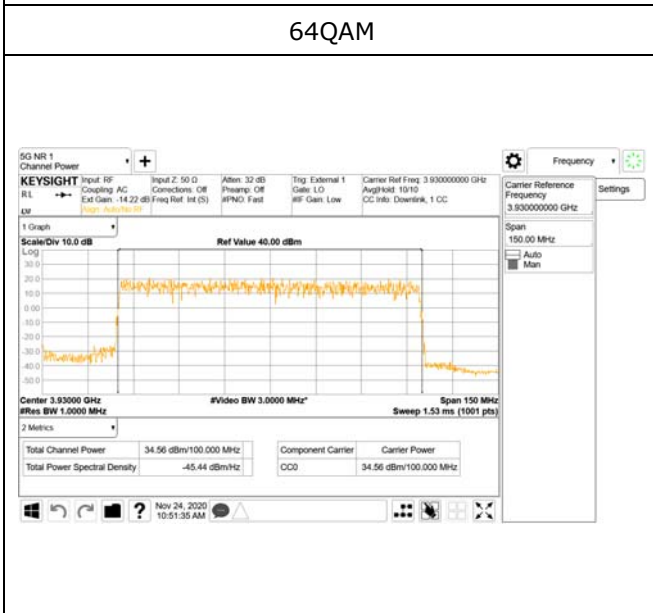 64QAM
5G NR 1
Channel Power
KEYSIGHT
RL
Input: RF
Coupling: AC
Ext Gain: -14.22 dB
Align: Auto/No RF
Input Z: 50 Ω
Corrections: Off
Freq Ref: Int (S)
Atten: 32 dB
Preamp: Off
#PNO: Fast
Trig: External 1
Gate: LO
#IF Gain: Low
Carrier Ref Freq: 3.930000000 GHz
Avg|Hold: 10/10
CC Info: Downlink, 1 CC
Frequency
Settings
Carrier Reference
Frequency
3.930000000 GHz
Span
150.00 MHz
Auto
Man
1 Graph
Scale/Div 10.0 dB
Ref Value 40.00 dBm
Log
30.0
20.0
10.0
0.00
-10.0
-20.0
-30.0
-40.0
-50.0
Center 3.93000 GHz
#Video BW 3.0000 MHz*
Span 150 MHz
#Res BW 1.0000 MHz
Sweep 1.53 ms (1001 pts)
2 Metrics
Total Channel Power 34.56 dBm/100.000 MHz
Total Power Spectral Density -45.44 dBm/Hz
Component Carrier Carrier Power
CC0 34.56 dBm/100.000 MHz
?
Nov 24, 2020
10:51:35 AM